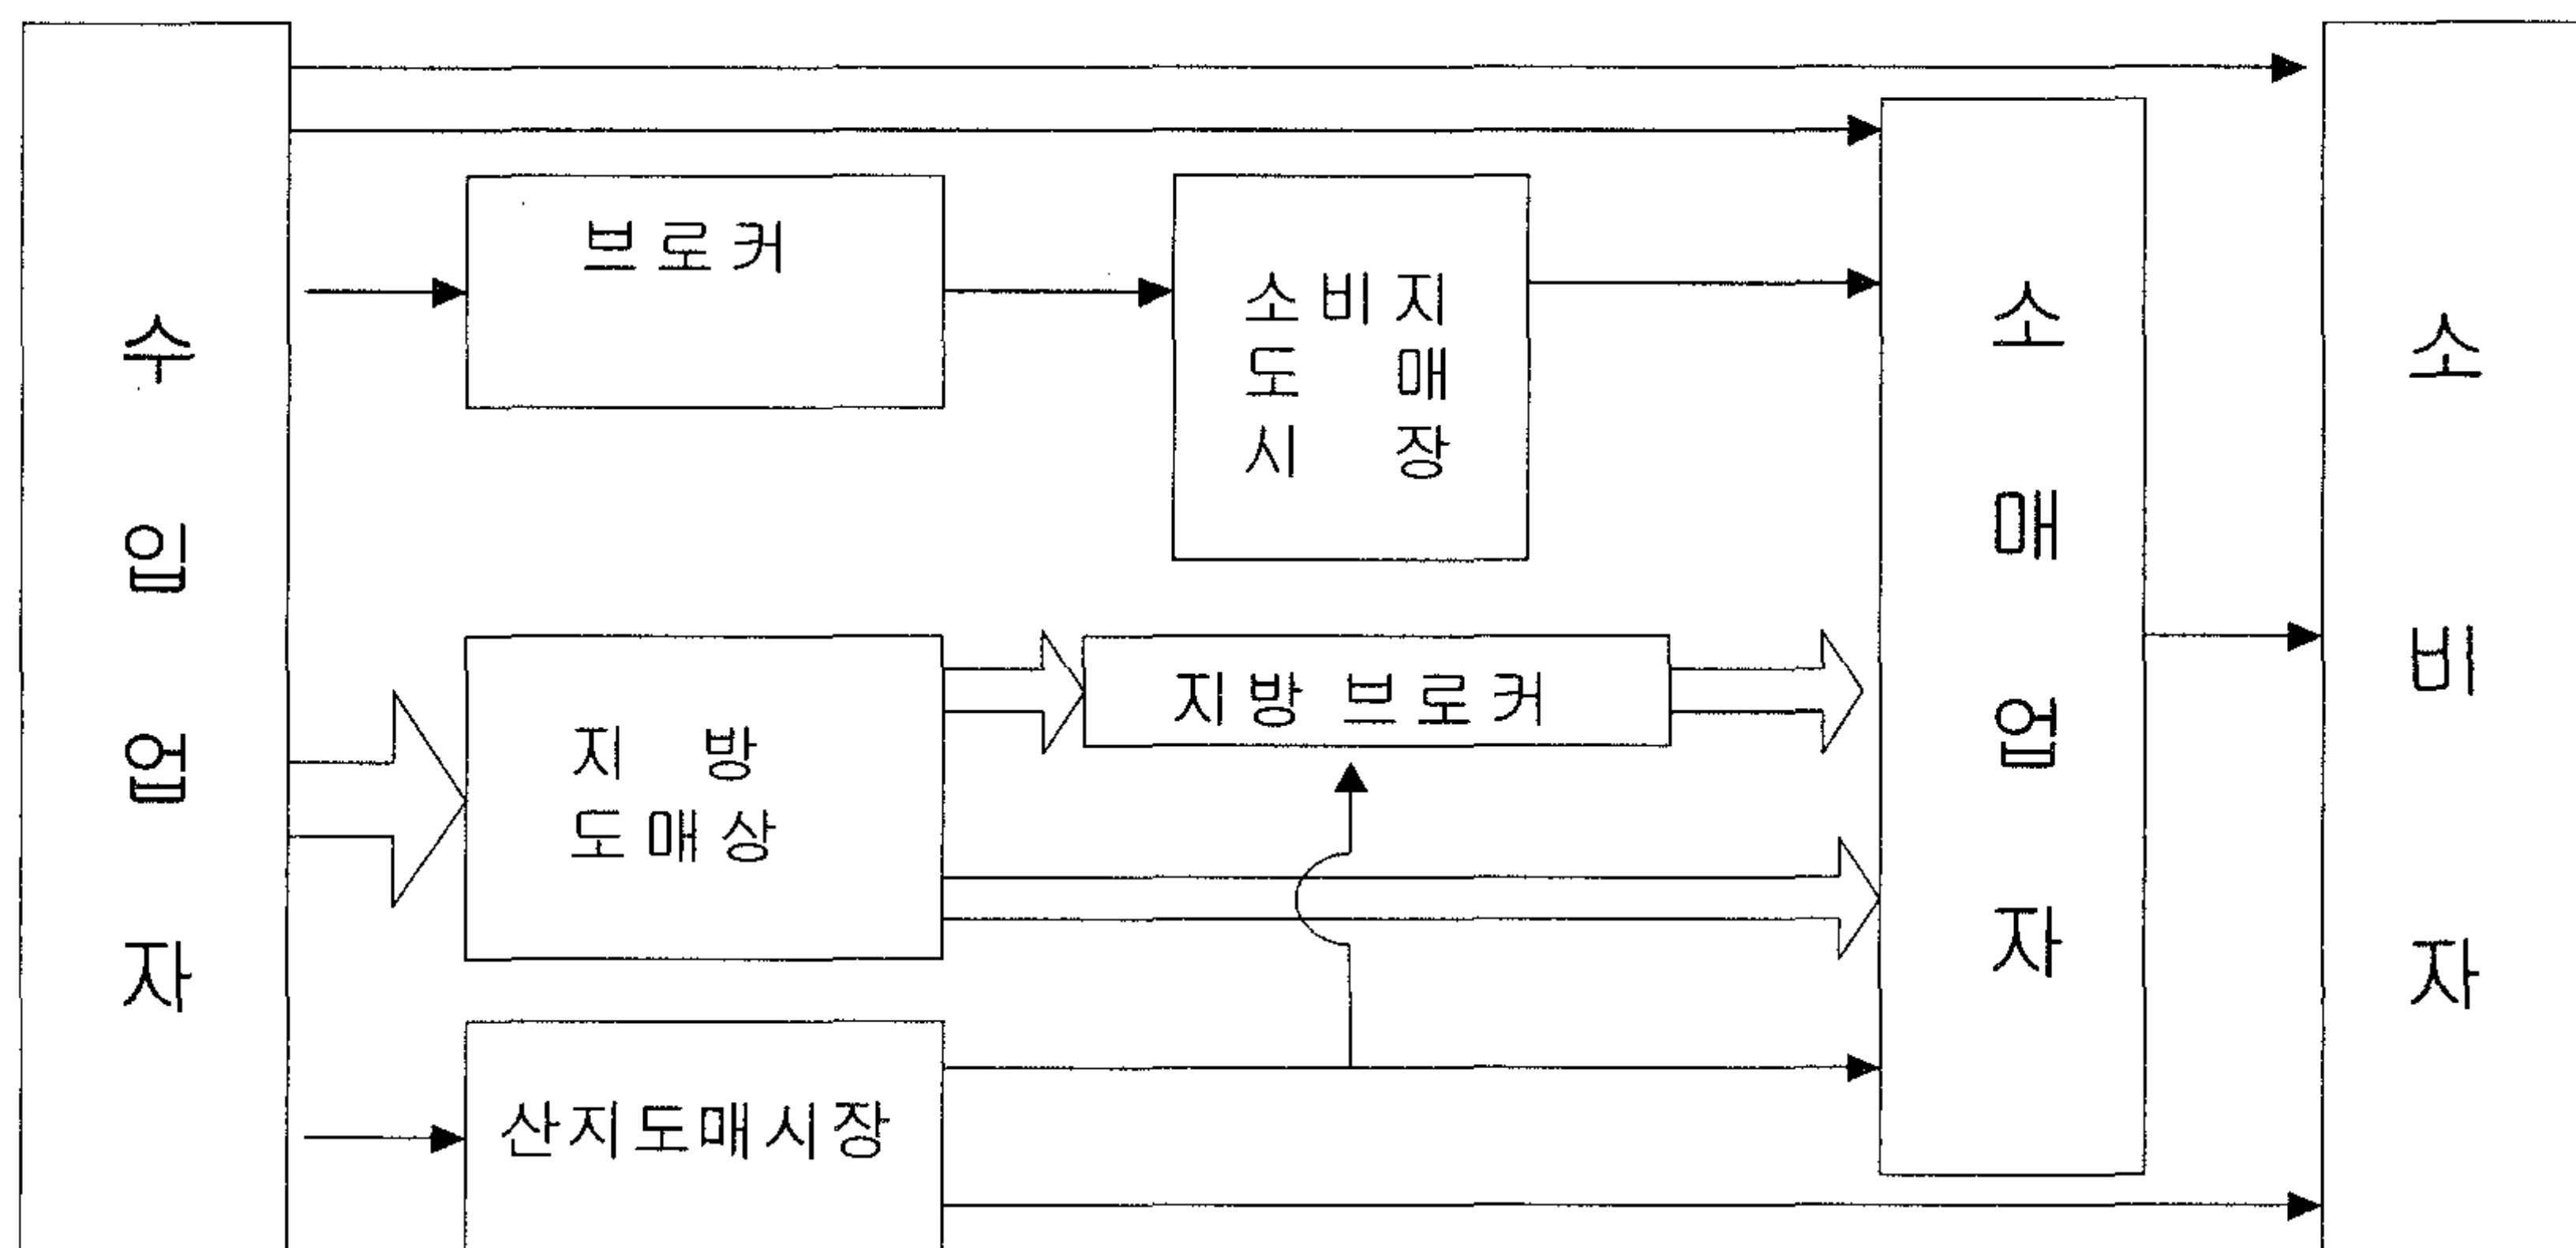 수입업자
브로커
소비지
도매
시장
지방
도매상
지방 브로커
산지도매시장
소매업자
소비자